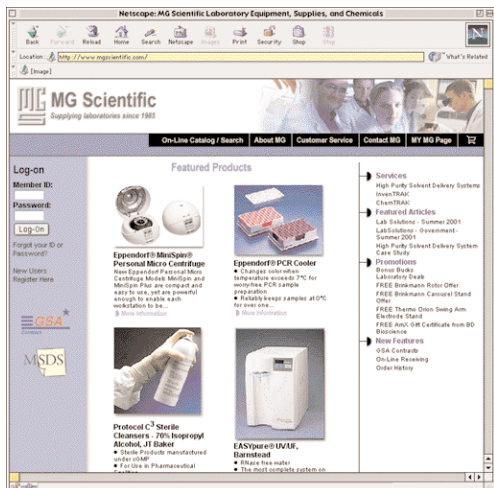 Netscape: MG Scientific Laboratory Equipment, Supplies, and Chemicals
Back Forward Reload Home Search Netscape Images Print Security Shop Stop
Location: http://www.mgscientific.com/ What's Related
[Image]
MG Scientific
Supplying laboratories since 1985
On-Line Catalog / Search About MG Customer Service Contact MG MY MG Page
Log-on
Member ID:
Password:
Log-On
Forgot your ID or
Password?
New Users
Register Here
GSA
Contract
MSDS
Featured Products
Eppendorf® MiniSpin®
Personal Micro Centrifuge
New Eppendorf Personal Micro
Centrifuge Models MiniSpin and
MiniSpin Plus are compact and
easy to use, yet are powerful
enough to enable each
workstation to be...
More Information
Eppendorf® PCR Cooler
• Changes color when
temperature exceeds 7°C for
worry-free PCR sample
preparation
• Reliably keeps samples at 0°C
for over one...
More Information
Protocol C³ Sterile
Cleansers - 70% Isopropyl
Alcohol, JT Baker
• Sterile Products manufactured
under cGMP
• For Use in Pharmaceutical
EASYpure® UV/UF,
Barnstead
• RNase free water
• The most complete system on
Services
High Purity Solvent Delivery Systems
InvenTRAK
ChemTRAK
Featured Articles
Lab Solutions - Summer 2001
LabSolutions - Government -
Summer 2001
High Purity Solvent Delivery System
Case Study
Promotions
Bonus Bucks
Laboratory Deals
FREE Brinkmann Rotor Offer
FREE Brinkmann Carousel Stand
Offer
FREE Thermo Orion Swing Arm
Electrode Stand
FREE AmX Gift Certificate from BD
Bioscience
New Features
GSA Contracts
On-Line Receiving
Order History